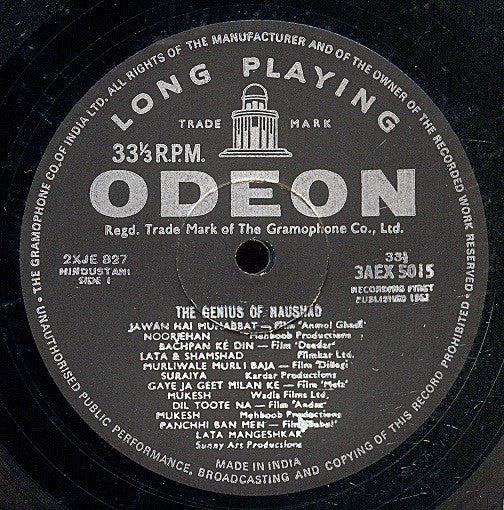 THE GRAMOPHONE CO. OF INDIA LTD. ALL RIGHTS OF THE MANUFACTURER AND OF THE OWNER OF THE RECORDED WORK RESERVED •
UNAUTHORISED PUBLIC PERFORMANCE, BROADCASTING AND COPYING OF THIS RECORD PROHIBITED •
LONG PLAYING
TRADE MARK
33⅓ R.P.M.
ODEON
Regd. Trade Mark of The Gramophone Co., Ltd.
2XJE 827
HINDUSTANI
SIDE 1
33⅓
3AEX 5015
RECORDING FIRST
PUBLISHED 1962
THE GENIUS OF NAUSHAD
JAWAN HAI MUHABBAT — Film "Anmol Ghadi"
NOORJEHAN Mehboob Productions
BACHPAN KE DIN — Film "Deedar"
LATA & SHAMSHAD Filmkar Ltd.
MURLIWALE MURLI BAJA — Film "Dillagi
SURAIYA Kardar Productions
GAYE JA GEET MILAN KE — Film "Mela"
MUKESH Wadia Films Ltd.
DIL TOOTE NA — Film "Andaz"
MUKESH Mehboob Productions
PANCHHI BAN MEN — Film "Babul"
LATA MANGESHKAR
Sunny Art Productions
MADE IN INDIA